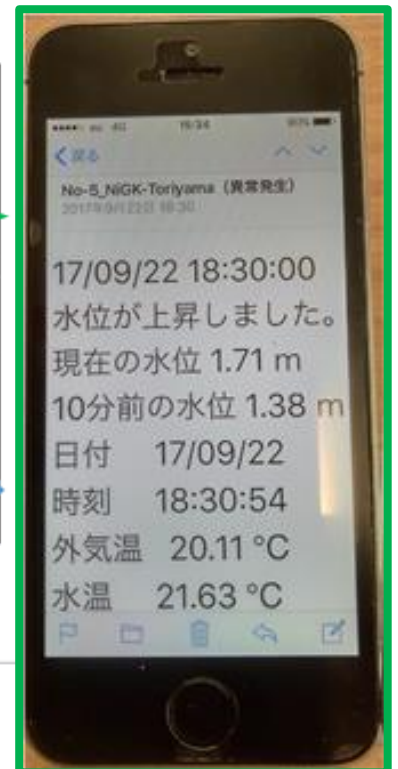 au 4G
戻る
No-5_NiGK-Toriyama（異常発生）
17/09/22 18:30:00
水位が上昇しました。
現在の水位 1.71 m
10分前の水位 1.38 m
日付 17/09/22
時刻 18:30:54
外気温 20.11 °C
水温 21.63 °C